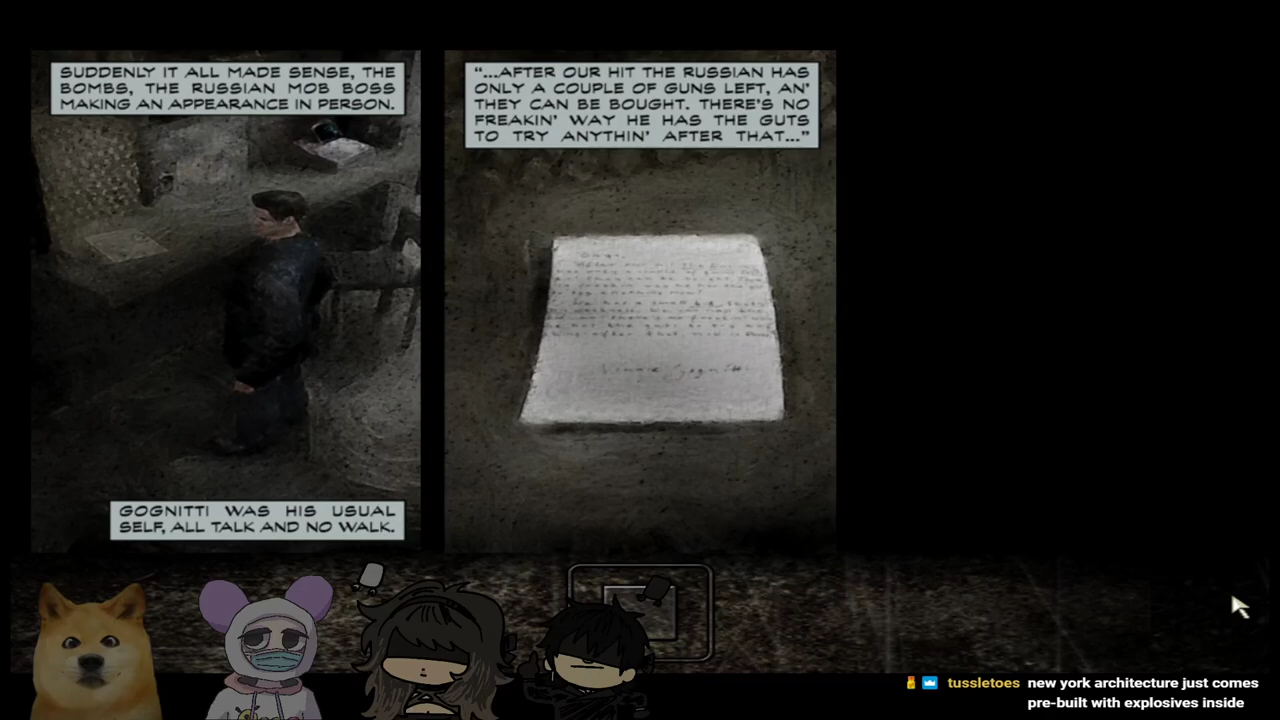 SUDDENLY IT ALL MADE SENSE, THE
BOMBS, THE RUSSIAN MOB BOSS
MAKING AN APPEARANCE IN PERSON.
GOGNITTI WAS HIS USUAL
SELF, ALL TALK AND NO WALK.
"...AFTER OUR HIT THE RUSSIAN HAS
ONLY A COUPLE OF GUNS LEFT, AN'
THEY CAN BE BOUGHT. THERE'S NO
FREAKIN' WAY HE HAS THE GUTS
TO TRY ANYTHIN' AFTER THAT..."
tussletoes new york architecture just comes
pre-built with explosives inside